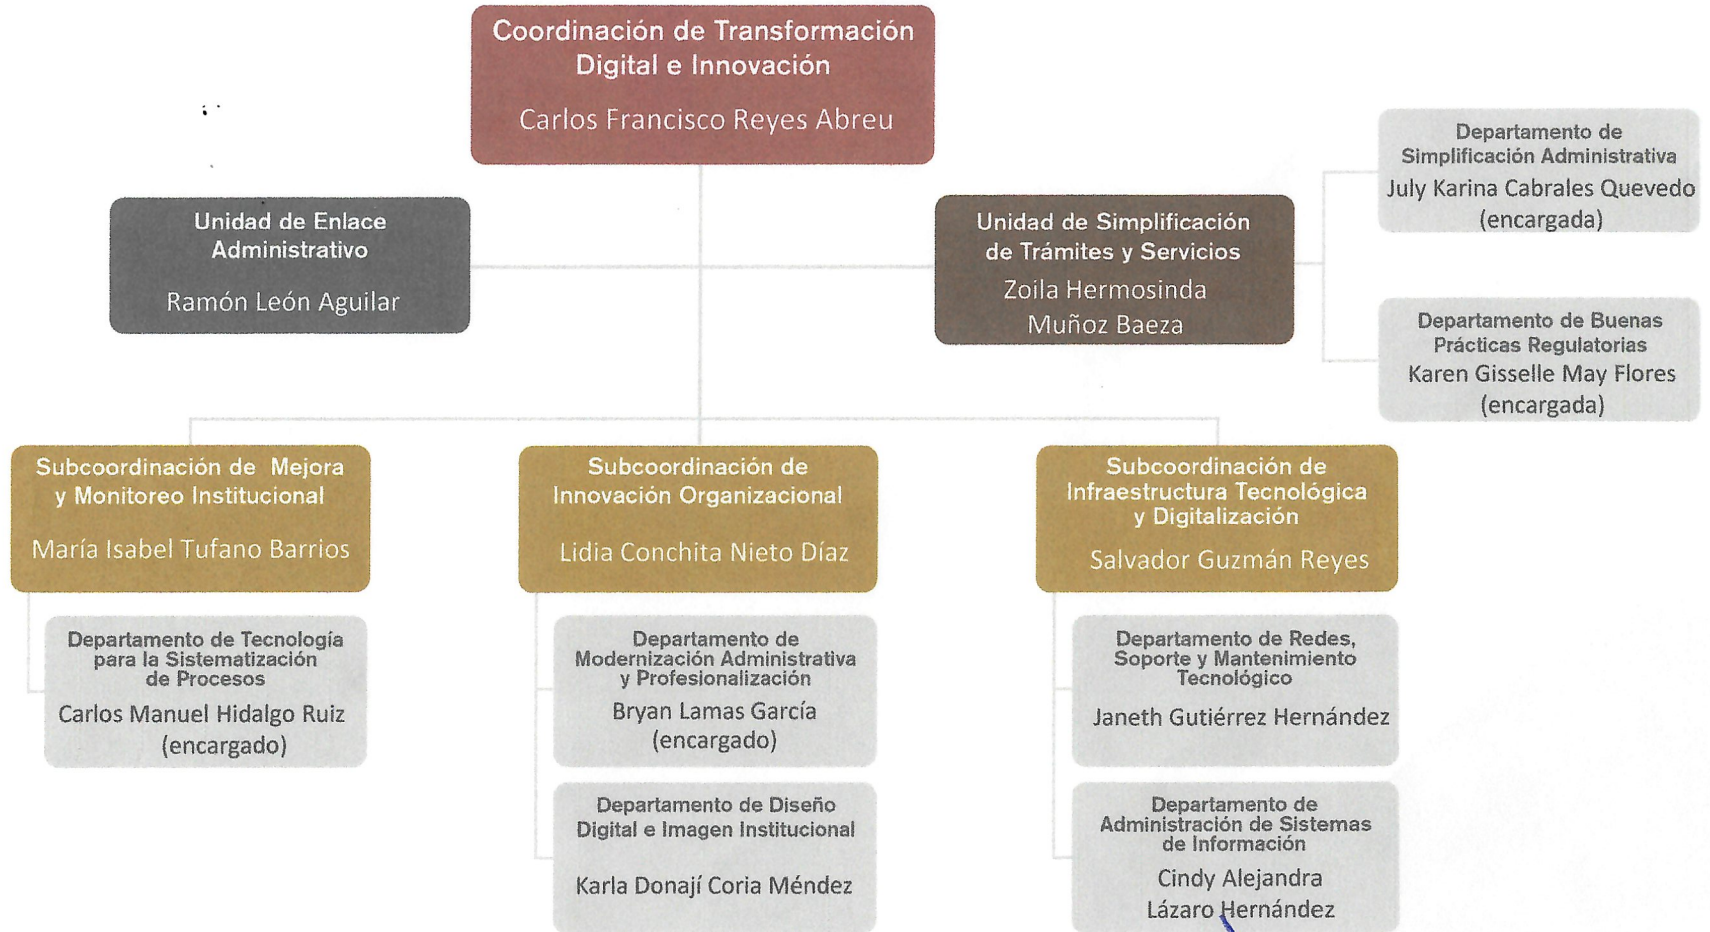 Coordinación de Transformación
Digital e Innovación
Carlos Francisco Reyes Abreu
Unidad de Enlace
Administrativo
Ramón León Aguilar
Unidad de Simplificación
de Trámites y Servicios
Zoila Hermosinda
Muñoz Baeza
Departamento de
Simplificación Administrativa
July Karina Cabrales Quevedo
(encargada)
Departamento de Buenas
Prácticas Regulatorias
Karen Gisselle May Flores
(encargada)
Subcoordinación de Mejora
y Monitoreo Institucional
María Isabel Tufano Barrios
Departamento de Tecnología
para la Sistematización
de Procesos
Carlos Manuel Hidalgo Ruiz
(encargado)
Subcoordinación de
Innovación Organizacional
Lidia Conchita Nieto Díaz
Departamento de
Modernización Administrativa
y Profesionalización
Bryan Lamas García
(encargado)
Departamento de Diseño
Digital e Imagen Institucional
Karla Donají Coria Méndez
Subcoordinación de
Infraestructura Tecnológica
y Digitalización
Salvador Guzmán Reyes
Departamento de Redes,
Soporte y Mantenimiento
Tecnológico
Janeth Gutiérrez Hernández
Departamento de
Administración de Sistemas
de Información
Cindy Alejandra
Lázaro Hernández